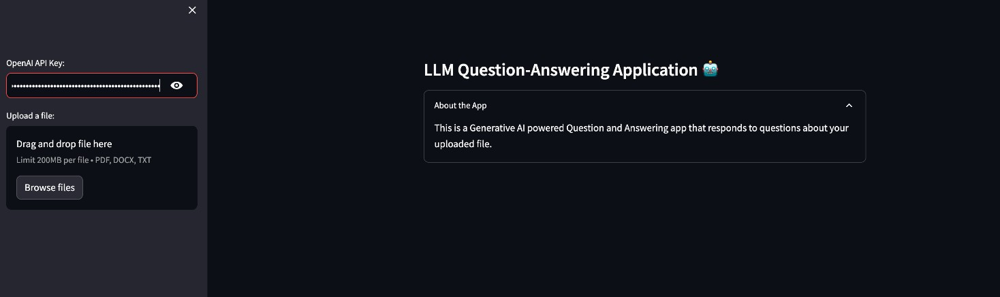 OpenAI API Key:
••••••••••••••••••••••••••••••••••••••••••••••••
Upload a file:
Drag and drop file here
Limit 200MB per file • PDF, DOCX, TXT
Browse files
LLM Question-Answering Application 🤖
About the App
This is a Generative AI powered Question and Answering app that responds to questions about your
uploaded file.